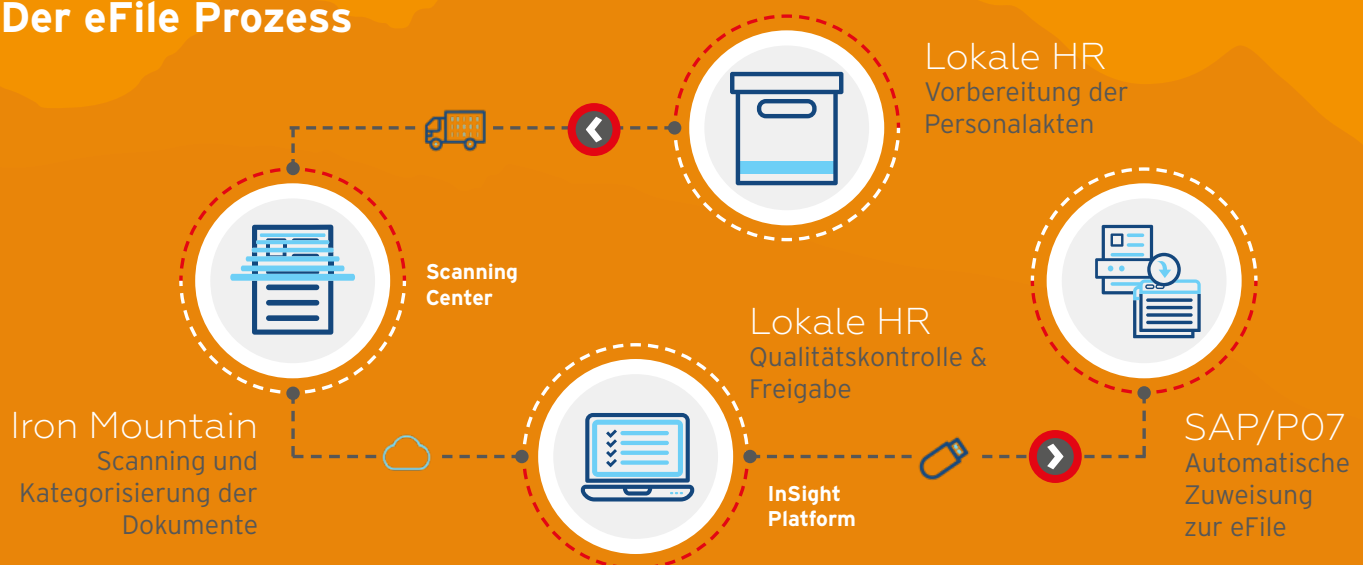 Der eFile Prozess
Lokale HR
Vorbereitung der
Personalakten
Scanning
Center
Iron Mountain
Scanning und
Kategorisierung der
Dokumente
Lokale HR
Qualitätskontrolle &
Freigabe
InSight
Platform
SAP/P07
Automatische
Zuweisung
zur eFile